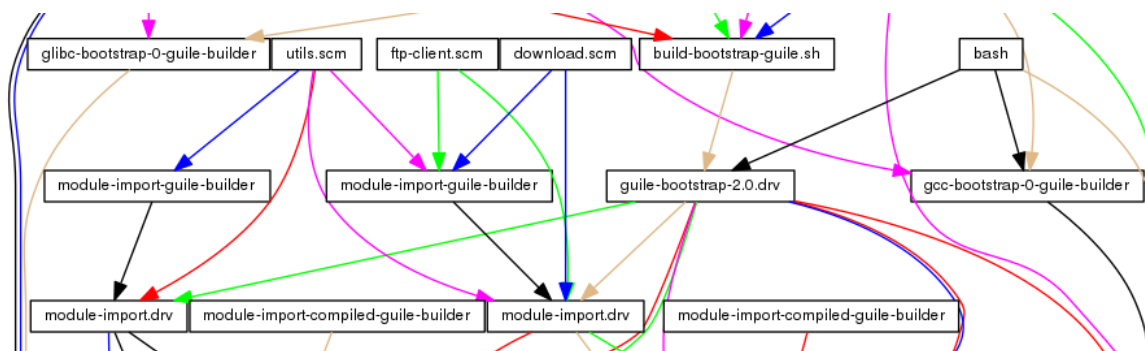 glibc-bootstrap-0-guile-builder
utils.scm
ftp-client.scm
download.scm
build-bootstrap-guile.sh
bash
module-import-guile-builder
module-import-guile-builder
guile-bootstrap-2.0.drv
gcc-bootstrap-0-guile-builder
module-import.drv
module-import-compiled-guile-builder
module-import.drv
module-import-compiled-guile-builder